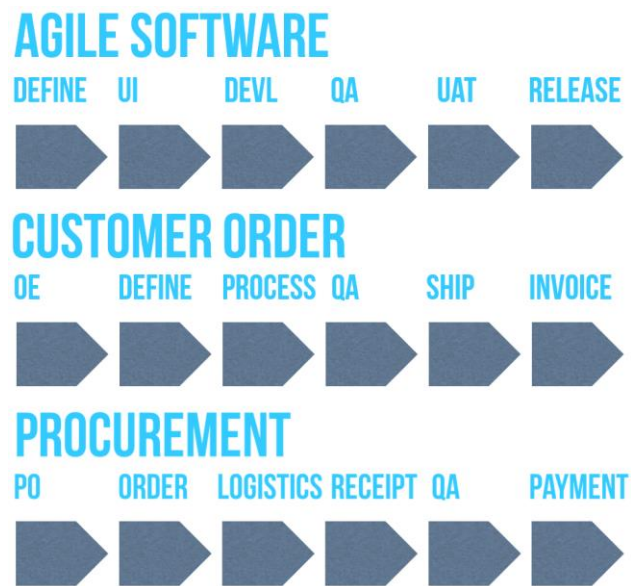 AGILE SOFTWARE
DEFINE UI DEVL QA UAT RELEASE
CUSTOMER ORDER
OE DEFINE PROCESS QA SHIP INVOICE
PROCUREMENT
PO ORDER LOGISTICS RECEIPT QA PAYMENT